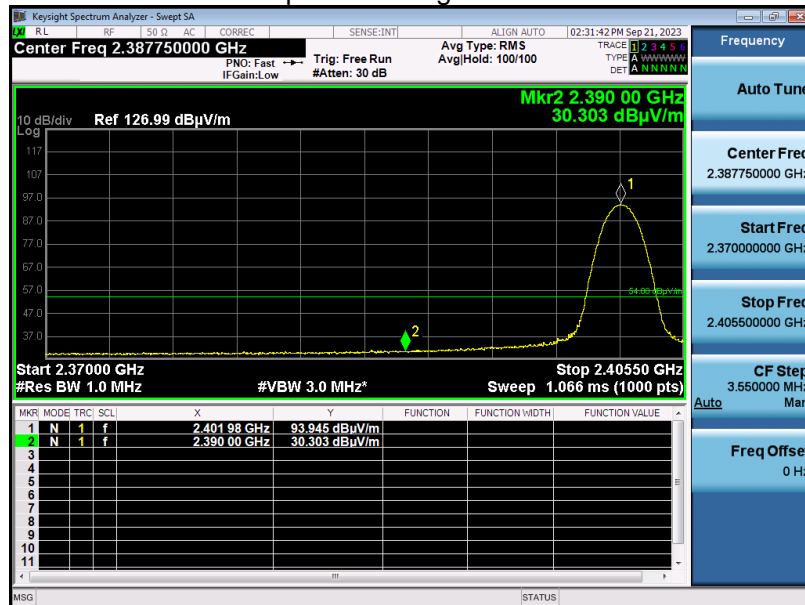 Keysight Spectrum Analyzer - Swept SA
LXI RL RF 50 Ω AC CORREC SENSE:INT ALIGN AUTO 02:31:42 PM Sep 21, 2023
Center Freq 2.387750000 GHz
PNO: Fast
IFGain:Low
Trig: Free Run
#Atten: 30 dB
Avg Type: RMS
Avg|Hold: 100/100
TRACE 1 2 3 4 5 6
TYPE A WWWWW
DET A N N N N N
Mkr2 2.390 00 GHz
30.303 dBµV/m
10 dB/div Ref 126.99 dBµV/m
Log
117
107
97.0
87.0
77.0
67.0
57.0
47.0
37.0
1
2
54.00 dBµV/m
Start 2.37000 GHz Stop 2.40550 GHz
#Res BW 1.0 MHz #VBW 3.0 MHz* Sweep 1.066 ms (1000 pts)
MKR MODE TRC SCL X Y FUNCTION FUNCTION WIDTH FUNCTION VALUE
1 N 1 f 2.401 98 GHz 93.945 dBµV/m
2 N 1 f 2.390 00 GHz 30.303 dBµV/m
3
4
5
6
7
8
9
10
11
MSG STATUS
Frequency
Auto Tune
Center Freq
2.387750000 GHz
Start Freq
2.370000000 GHz
Stop Freq
2.405500000 GHz
CF Step
3.550000 MHz
Auto Man
Freq Offset
0 Hz